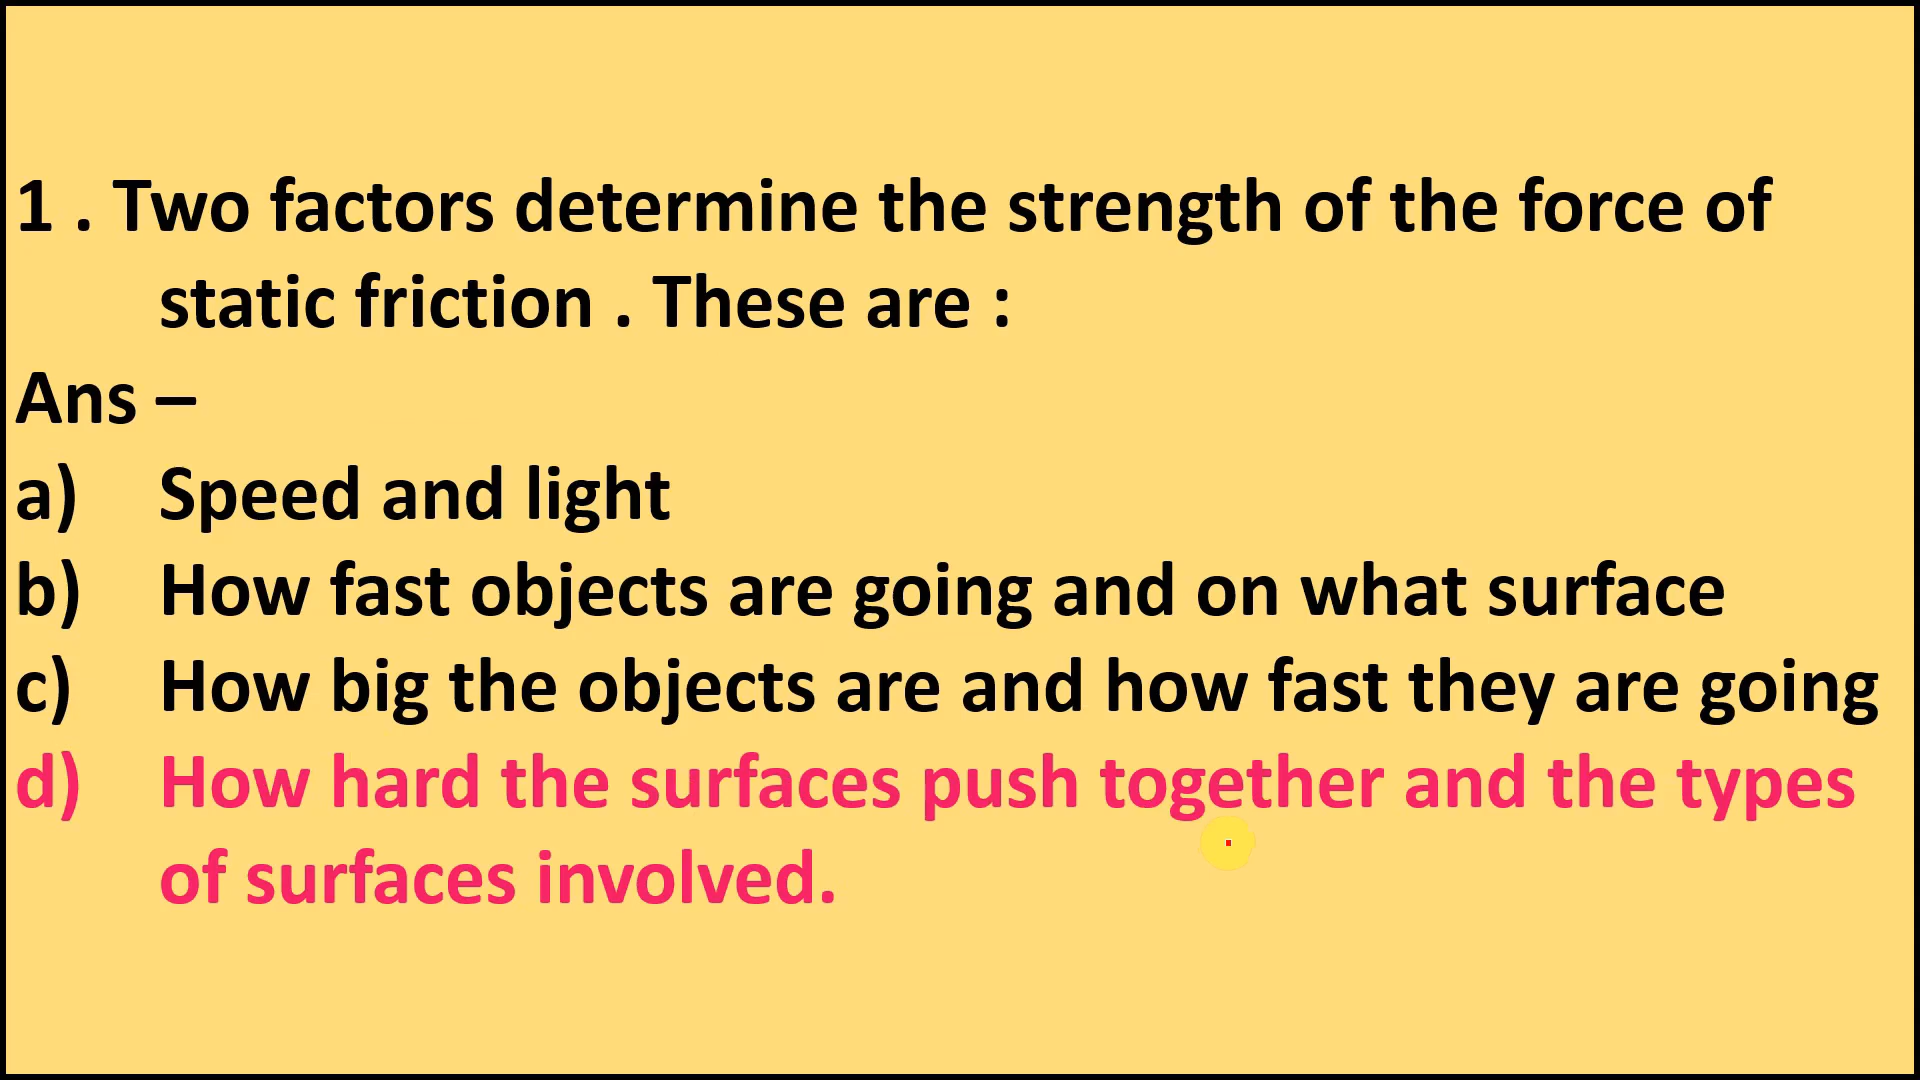 1 . Two factors determine the strength of the force of
static friction . These are :
Ans –
a) Speed and light
b) How fast objects are going and on what surface
c) How big the objects are and how fast they are going
d) How hard the surfaces push together and the types
of surfaces involved.